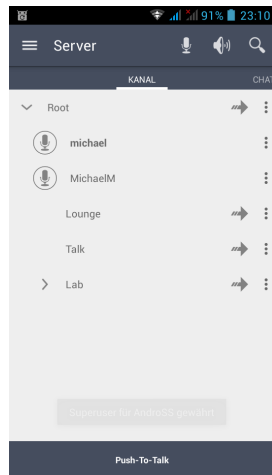 91% 23:10
Server
KANAL CHAT
Root
michael
MichaelM
Lounge
Talk
Lab
Superuser für AndroSS gewährt
Push-To-Talk